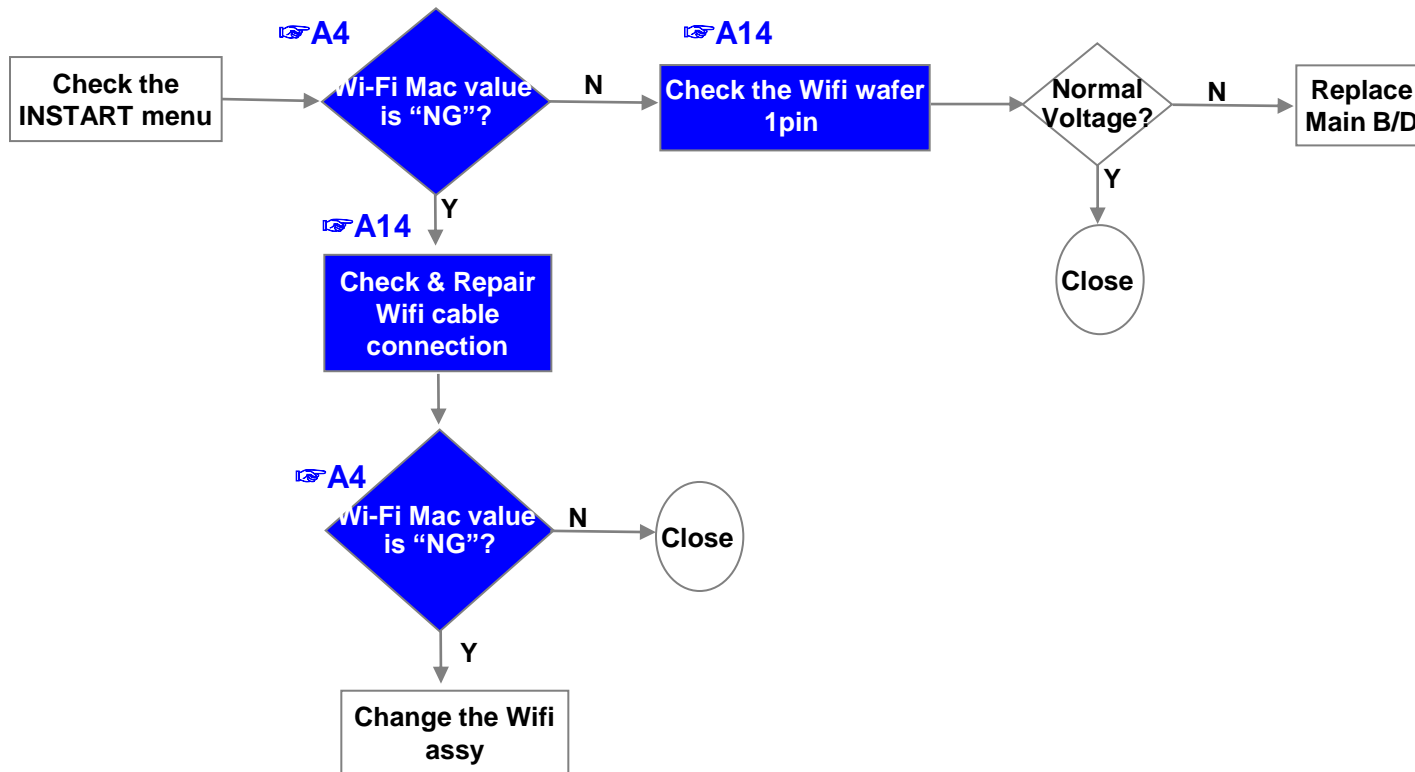 ☞A4
☞A14
Check the
INSTART menu
Wi-Fi Mac value
is “NG”?
N
Check the Wifi wafer
1pin
Normal
Voltage?
N
Replace
Main B/D
Y
Y
☞A14
Check & Repair
Wifi cable
connection
Close
☞A4
Wi-Fi Mac value
is “NG”?
N
Close
Y
Change the Wifi
assy